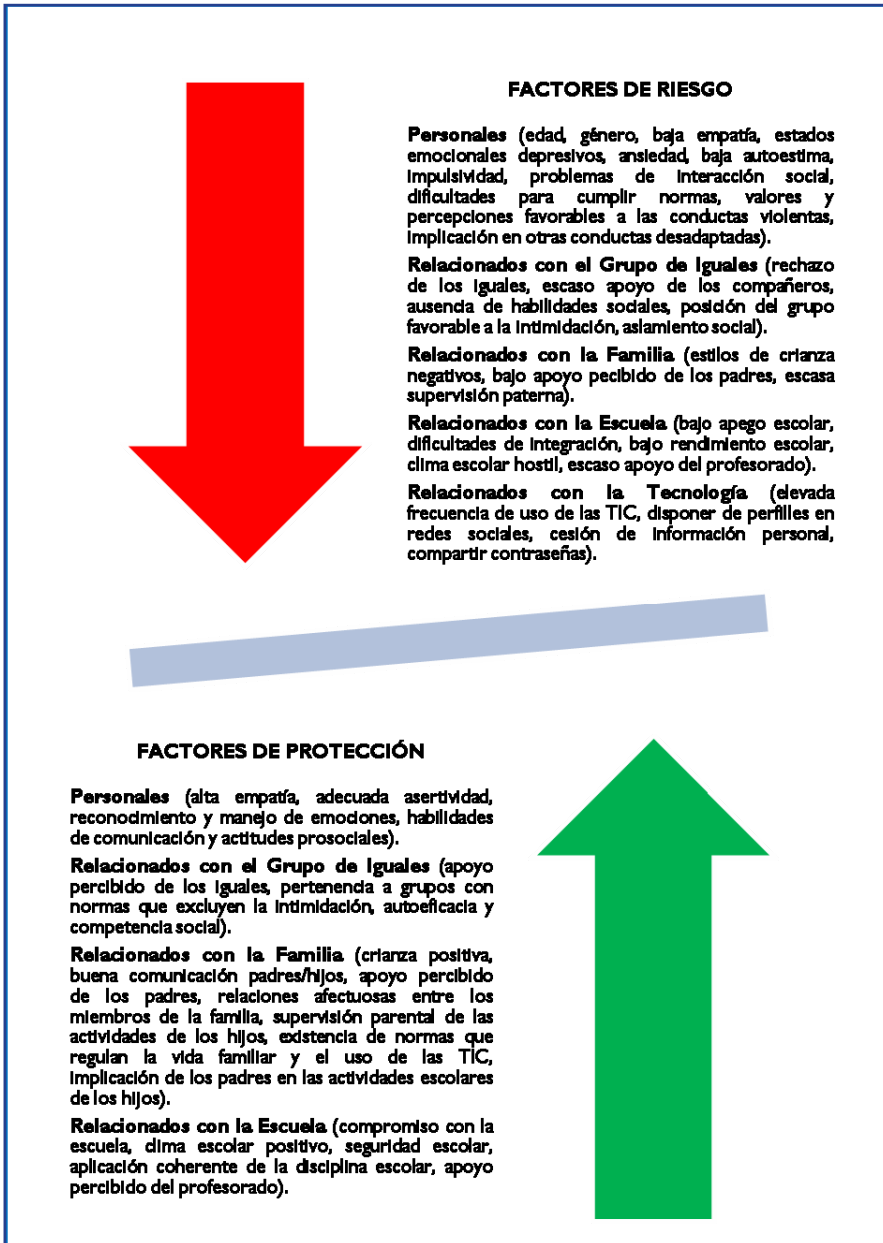 FACTORES DE RIESGO
Personales (edad, género, baja empatía, estados
emocionales depresivos, ansiedad, baja autoestima,
impulsividad, problemas de interacción social,
dificultades para cumplir normas, valores y
percepciones favorables a las conductas violentas,
implicación en otras conductas desadaptadas).
Relacionados con el Grupo de Iguales (rechazo
de los iguales, escaso apoyo de los compañeros,
ausencia de habilidades sociales, posición del grupo
favorable a la intimidación, aslamiento social).
Relacionados con la Familia (estilos de crianza
negativos, bajo apoyo pecibido de los padres, escasa
supervisión paterna).
Relacionados con la Escuela (bajo apego escolar,
dificultades de integración, bajo rendimiento escolar,
clima escolar hostil, escaso apoyo del profesorado).
Relacionados con la Tecnología (elevada
frecuencia de uso de las TIC, disponer de perfilles en
redes sociales, cesión de información personal,
compartir contraseñas).
FACTORES DE PROTECCIÓN
Personales (alta empatía, adecuada asertividad,
reconocimiento y manejo de emociones, habilidades
de comunicación y actitudes prosociales).
Relacionados con el Grupo de Iguales (apoyo
percibido de los iguales, pertenencia a grupos con
normas que excluyen la intimidación, autoeficacia y
competencia social).
Relacionados con la Familia (crianza positiva,
buena comunicación padres/hijos, apoyo percibido
de los padres, relaciones afectuosas entre los
miembros de la familia, supervisión parental de las
actividades de los hijos, existencia de normas que
regulan la vida familiar y el uso de las TIC,
implicación de los padres en las actividades escolares
de los hijos).
Relacionados con la Escuela (compromiso con la
escuela, clima escolar positivo, seguridad escolar,
aplicación coherente de la disciplina escolar, apoyo
percibido del profesorado).